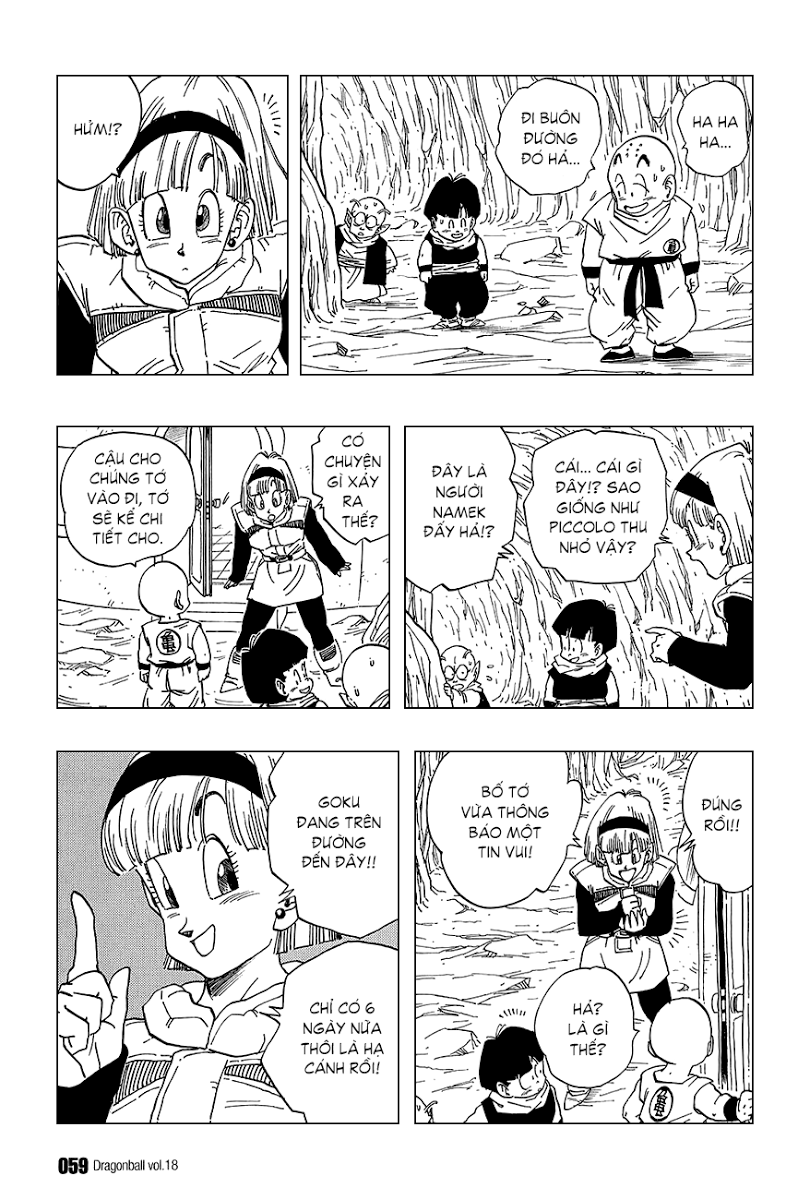 HA HA
HA...
ĐI BUÔN
ĐƯỜNG
ĐÓ HẢ...
HỬM!?
CÁI... CÁI GÌ
ĐÂY!? SAO
GIỐNG NHƯ
PICCOLO THU
NHỎ VẬY?
ĐÂY LÀ
NGƯỜI
NAMEK
ĐẤY HẢ!?
CÓ
CHUYỆN
GÌ XẢY
RA
THẾ?
CẬU CHO
CHÚNG TỚ
VÀO ĐI, TỚ
SẼ KỂ CHI
TIẾT CHO.
ĐÚNG
RỒI!!
BỐ TỚ
VỪA THÔNG
BÁO MỘT
TIN VUI!
HẢ?
LÀ GÌ
THẾ?
GOKU
ĐANG TRÊN
ĐƯỜNG
ĐẾN ĐÂY!!
CHỈ CÓ 6
NGÀY NỮA
THÔI LÀ HẠ
CÁNH RỒI!
亀
亀
亀
059 Dragonball vol.18